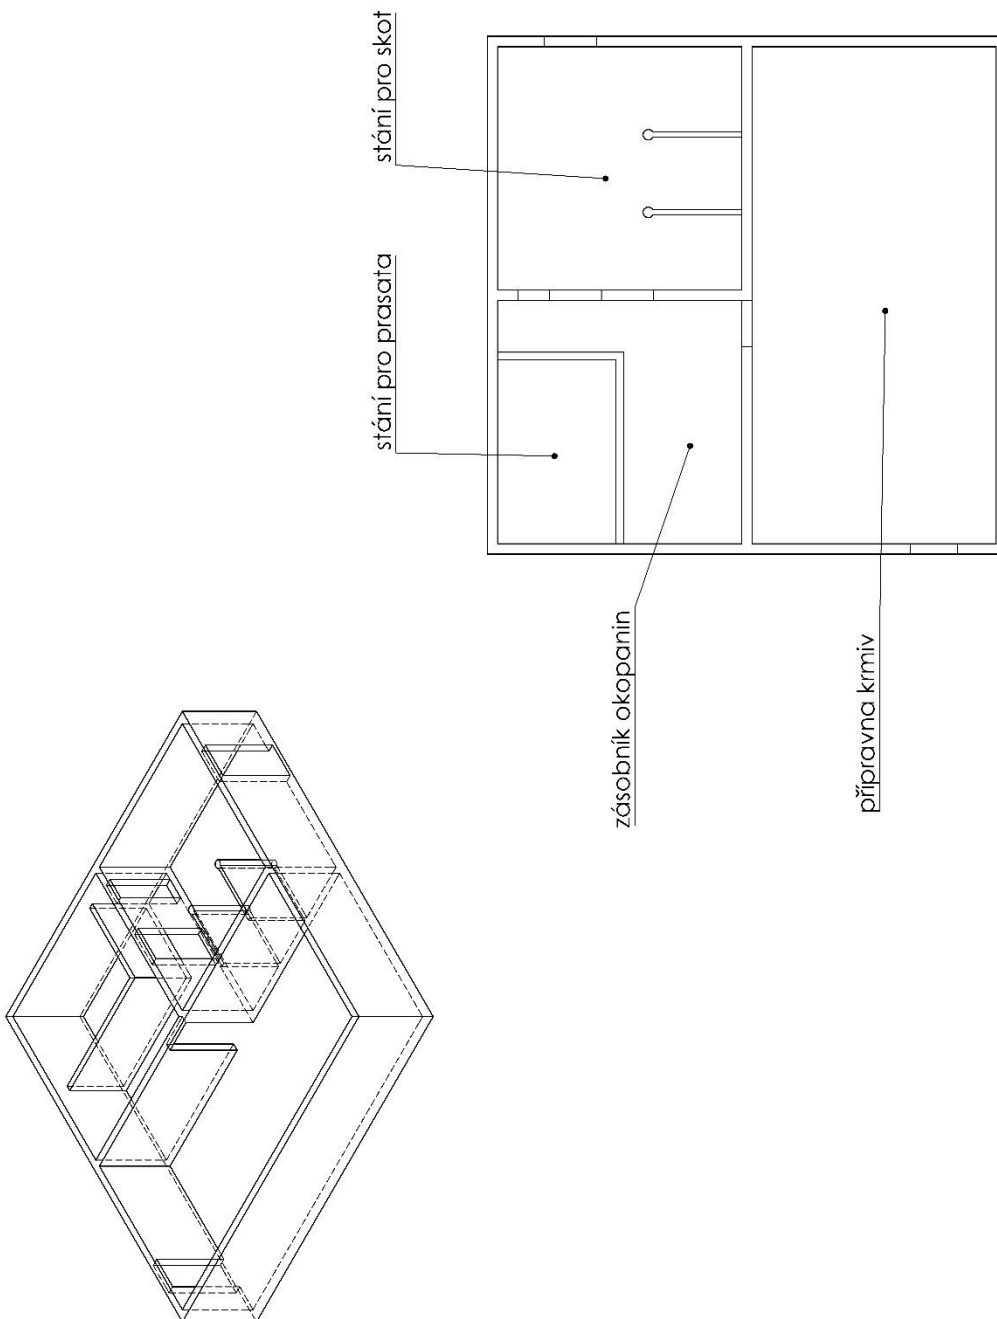 stání pro skot
stání pro prasata
zásobník okopanin
přípravna krmiv